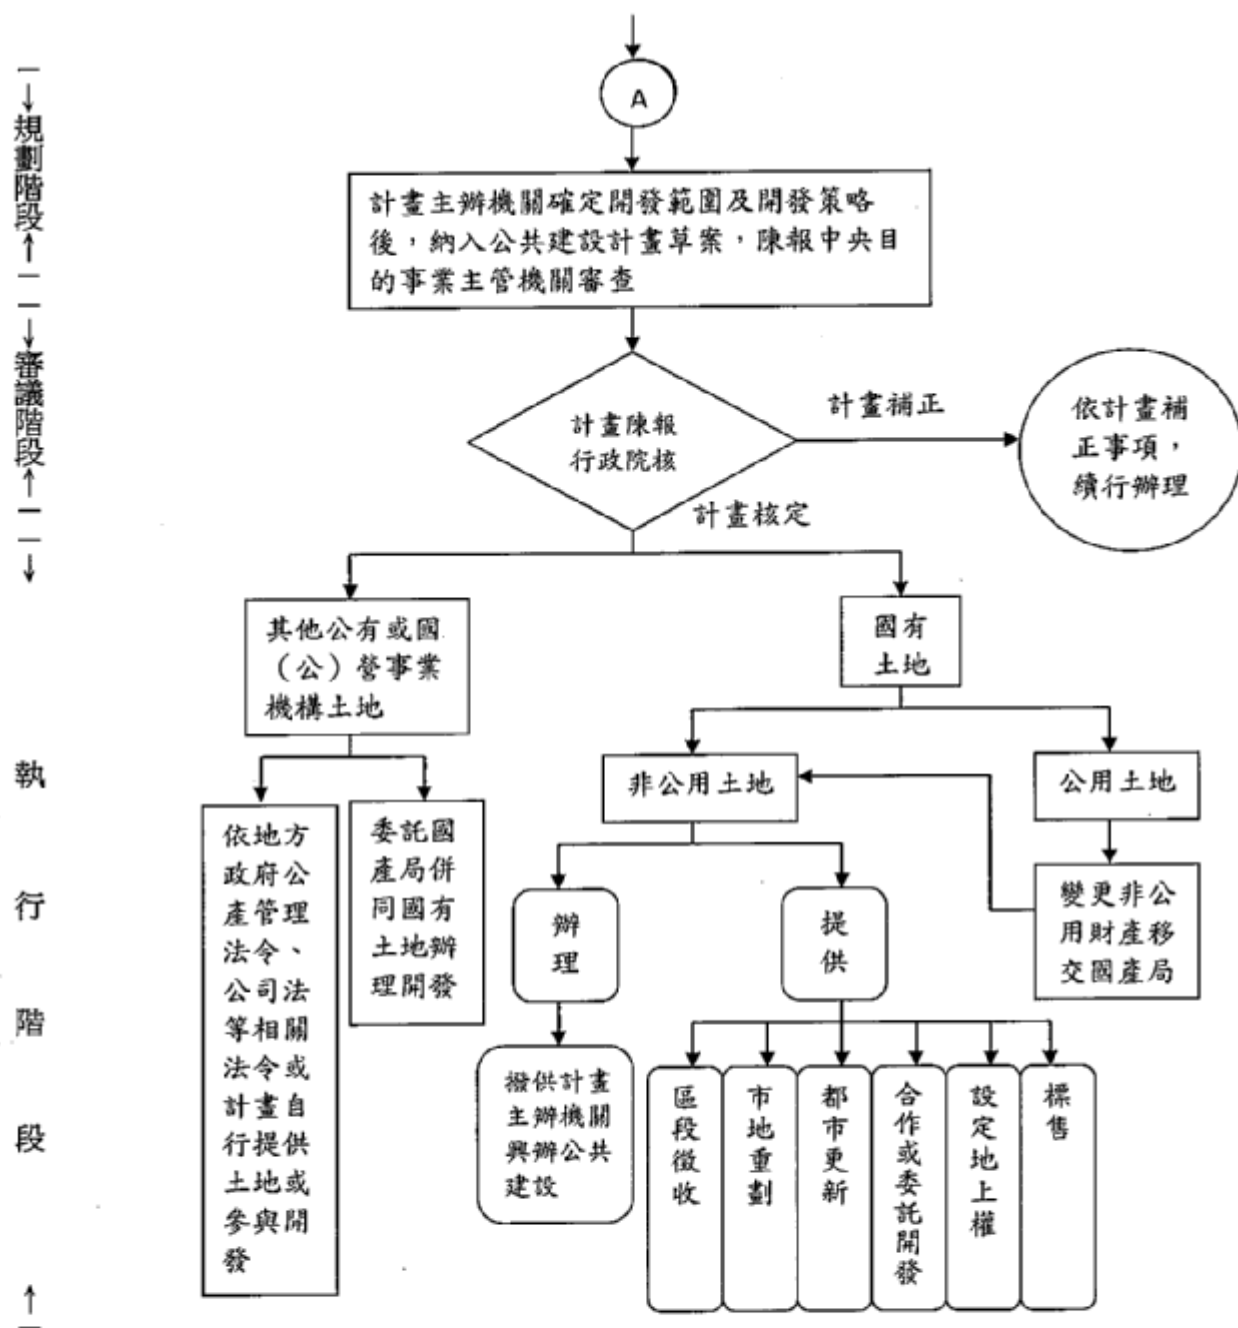 A
規劃階段
計畫主辦機關確定開發範圍及開發策略
後，納入公共建設計畫草案，陳報中央目
的事業主管機關審查
審議階段
計畫陳報
行政院核
計畫補正
依計畫補
正事項，
續行辦理
計畫核定
執行階段
其他公有或國
（公）營事業
機構土地
國有
土地
依地方
政府公
產管理
法令、
公司法
等相關
法令或
計畫自
行提供
土地或
參與開
發
委託國
產局併
同國有
土地辦
理開發
非公用土地
公用土地
變更非公
用財產移
交國產局
辦理
提供
撥供計畫
主辦機關
興辦公共
建設
區段徵收
市地重劃
都市更新
合作或委託開發
設定地上權
標售